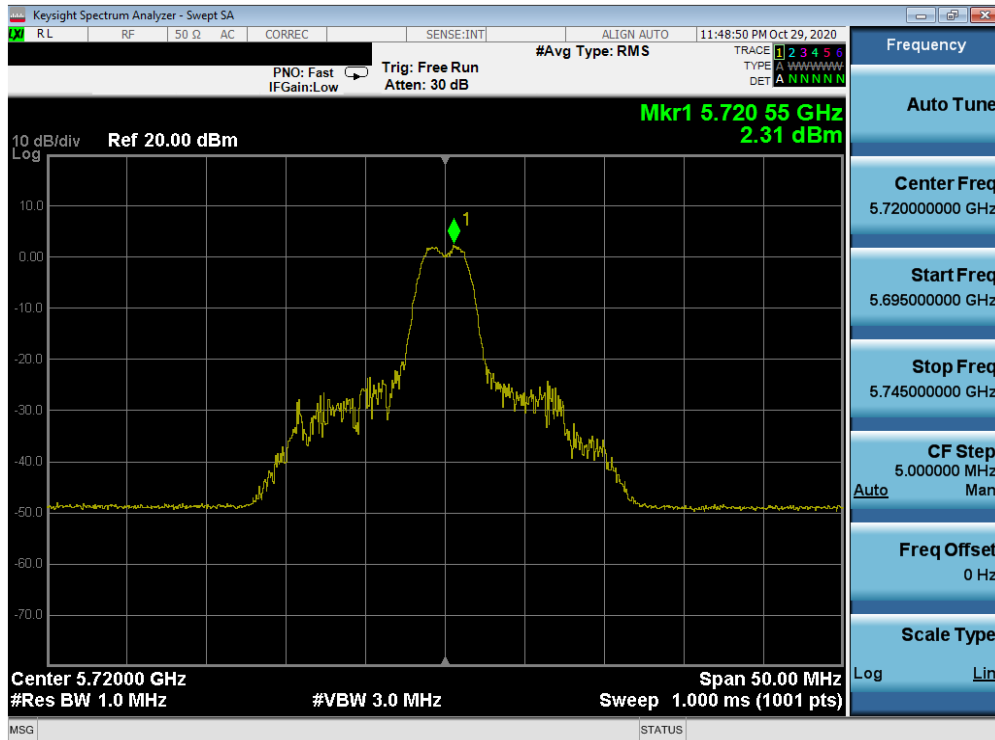 Keysight Spectrum Analyzer - Swept SA
LXI RL RF 50 Ω AC CORREC SENSE:INT ALIGN AUTO 11:48:50 PM Oct 29, 2020
#Avg Type: RMS
TRACE 1 2 3 4 5 6
PNO: Fast Trig: Free Run
TYPE A WWWWW
IFGain:Low Atten: 30 dB
DET A N N N N N
Frequency
Auto Tune
Mkr1 5.720 55 GHz
2.31 dBm
10 dB/div Ref 20.00 dBm
Log
1
10.0
0.00
-10.0
-20.0
-30.0
-40.0
-50.0
-60.0
-70.0
Center Freq
5.720000000 GHz
Start Freq
5.695000000 GHz
Stop Freq
5.745000000 GHz
CF Step
5.000000 MHz
Auto Man
Freq Offset
0 Hz
Scale Type
Log Lin
Center 5.72000 GHz Span 50.00 MHz
#Res BW 1.0 MHz #VBW 3.0 MHz Sweep 1.000 ms (1001 pts)
MSG STATUS